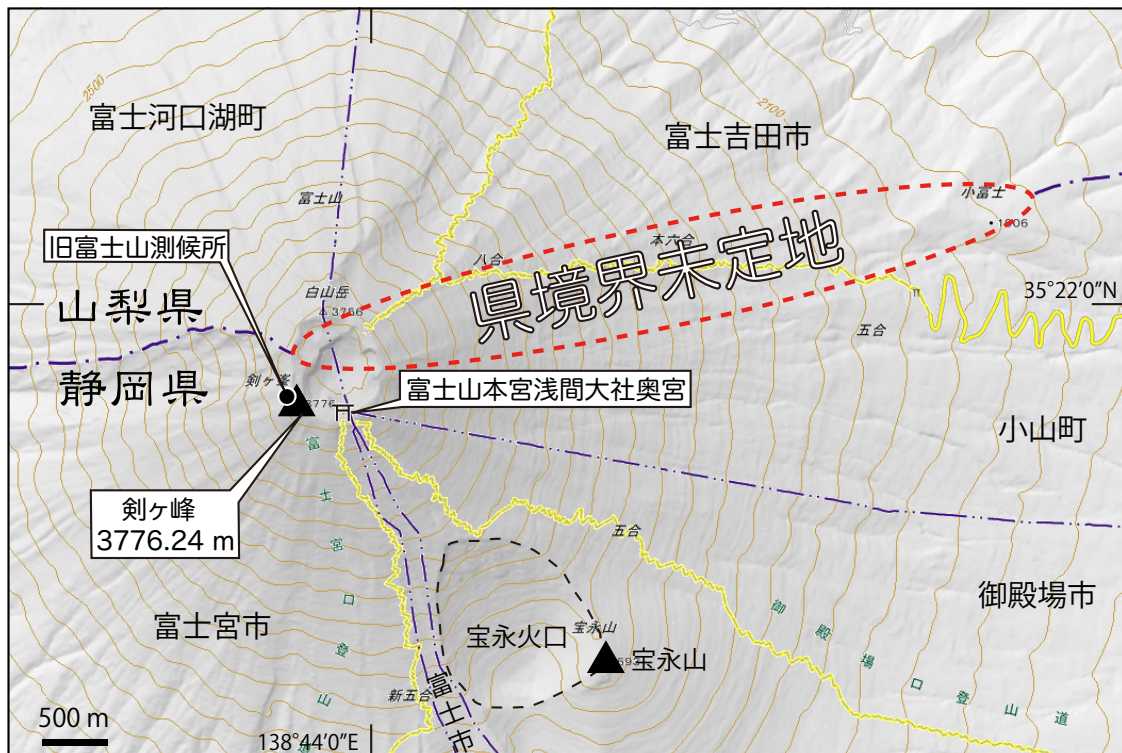 2500
富士河口湖町
2100
富士吉田市
富士山
小富士
1906
旧富士山測候所
八合
本六合
県境界未定地
白山岳
3756
山梨県
35°22′0″N
五合
静岡県
剣ヶ峯
3776
富士山本宮浅間大社奥宮
小山町
剣ヶ峰
3776.24 m
富士宮口登山
五合
御殿場市
御殿場口登山道
富士宮市
宝永火口
宝永山
宝永山
新五合
富士市
500 m
138°44′0″E